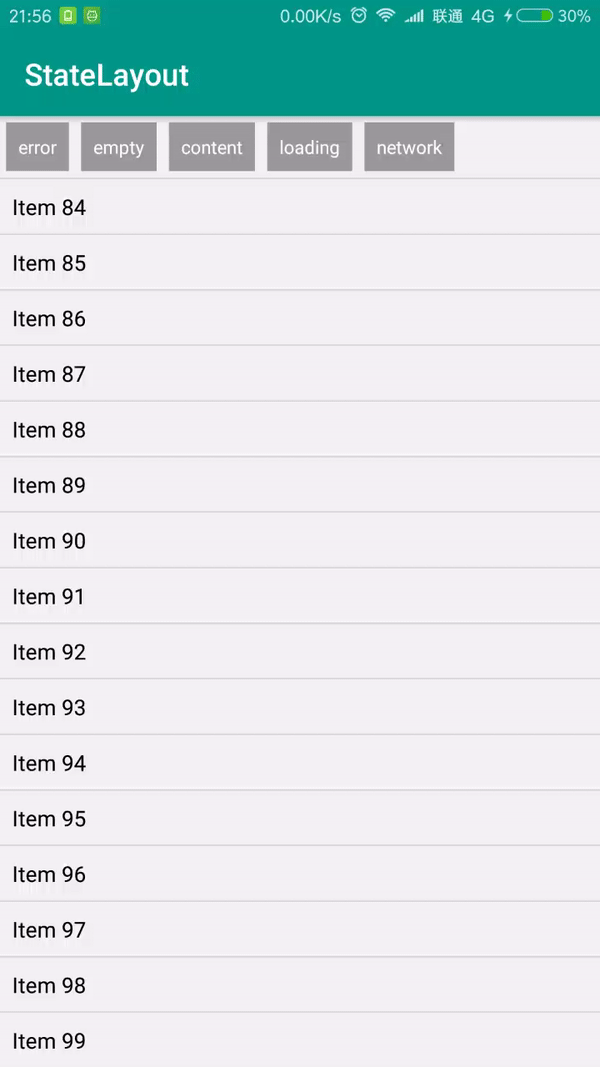 21:56 0.00K/s 联通 4G 30%
StateLayout
error empty content loading network
Item 84
Item 85
Item 86
Item 87
Item 88
Item 89
Item 90
Item 91
Item 92
Item 93
Item 94
Item 95
Item 96
Item 97
Item 98
Item 99